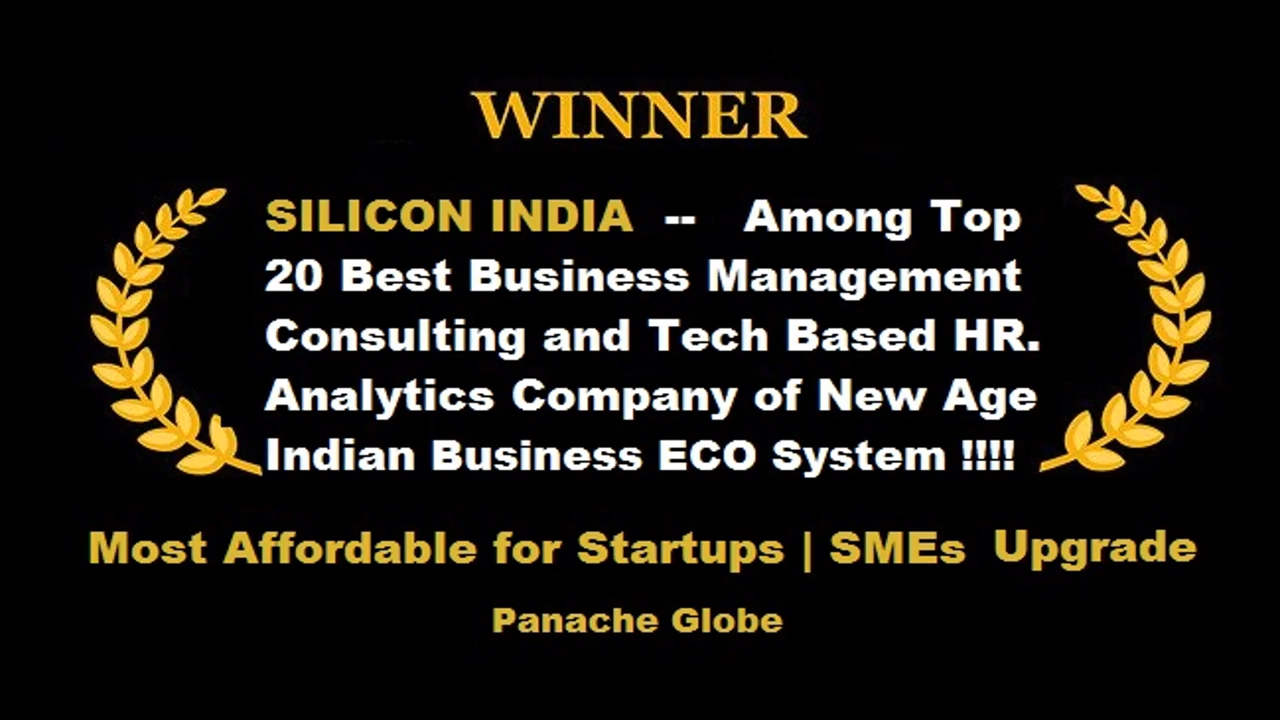 WINNER
SILICON INDIA -- Among Top
20 Best Business Management
Consulting and Tech Based HR.
Analytics Company of New Age
Indian Business ECO System !!!!
Most Affordable for Startups | SMEs Upgrade
Panache Globe